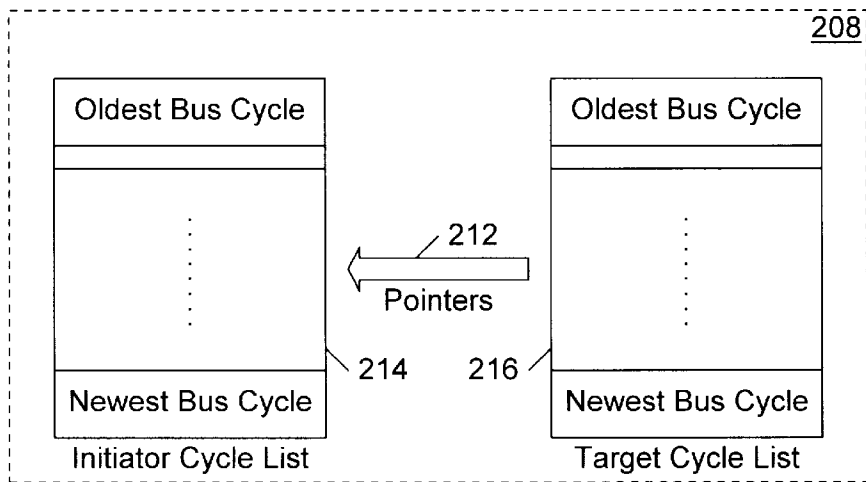 208
Oldest Bus Cycle
Oldest Bus Cycle
212
Pointers
214
216
Newest Bus Cycle
Newest Bus Cycle
Initiator Cycle List
Target Cycle List